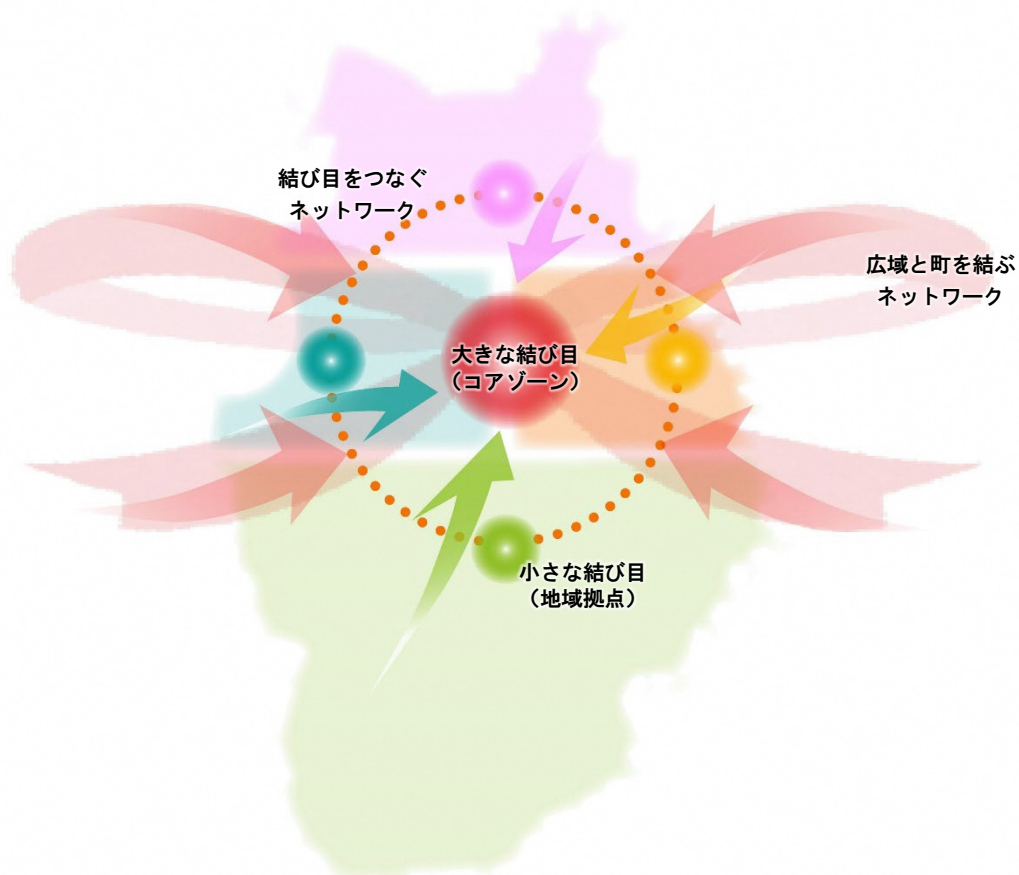 結び目をつなぐ
ネットワーク
広域と町を結ぶ
ネットワーク
大きな結び目
（コアゾーン）
小さな結び目
（地域拠点）